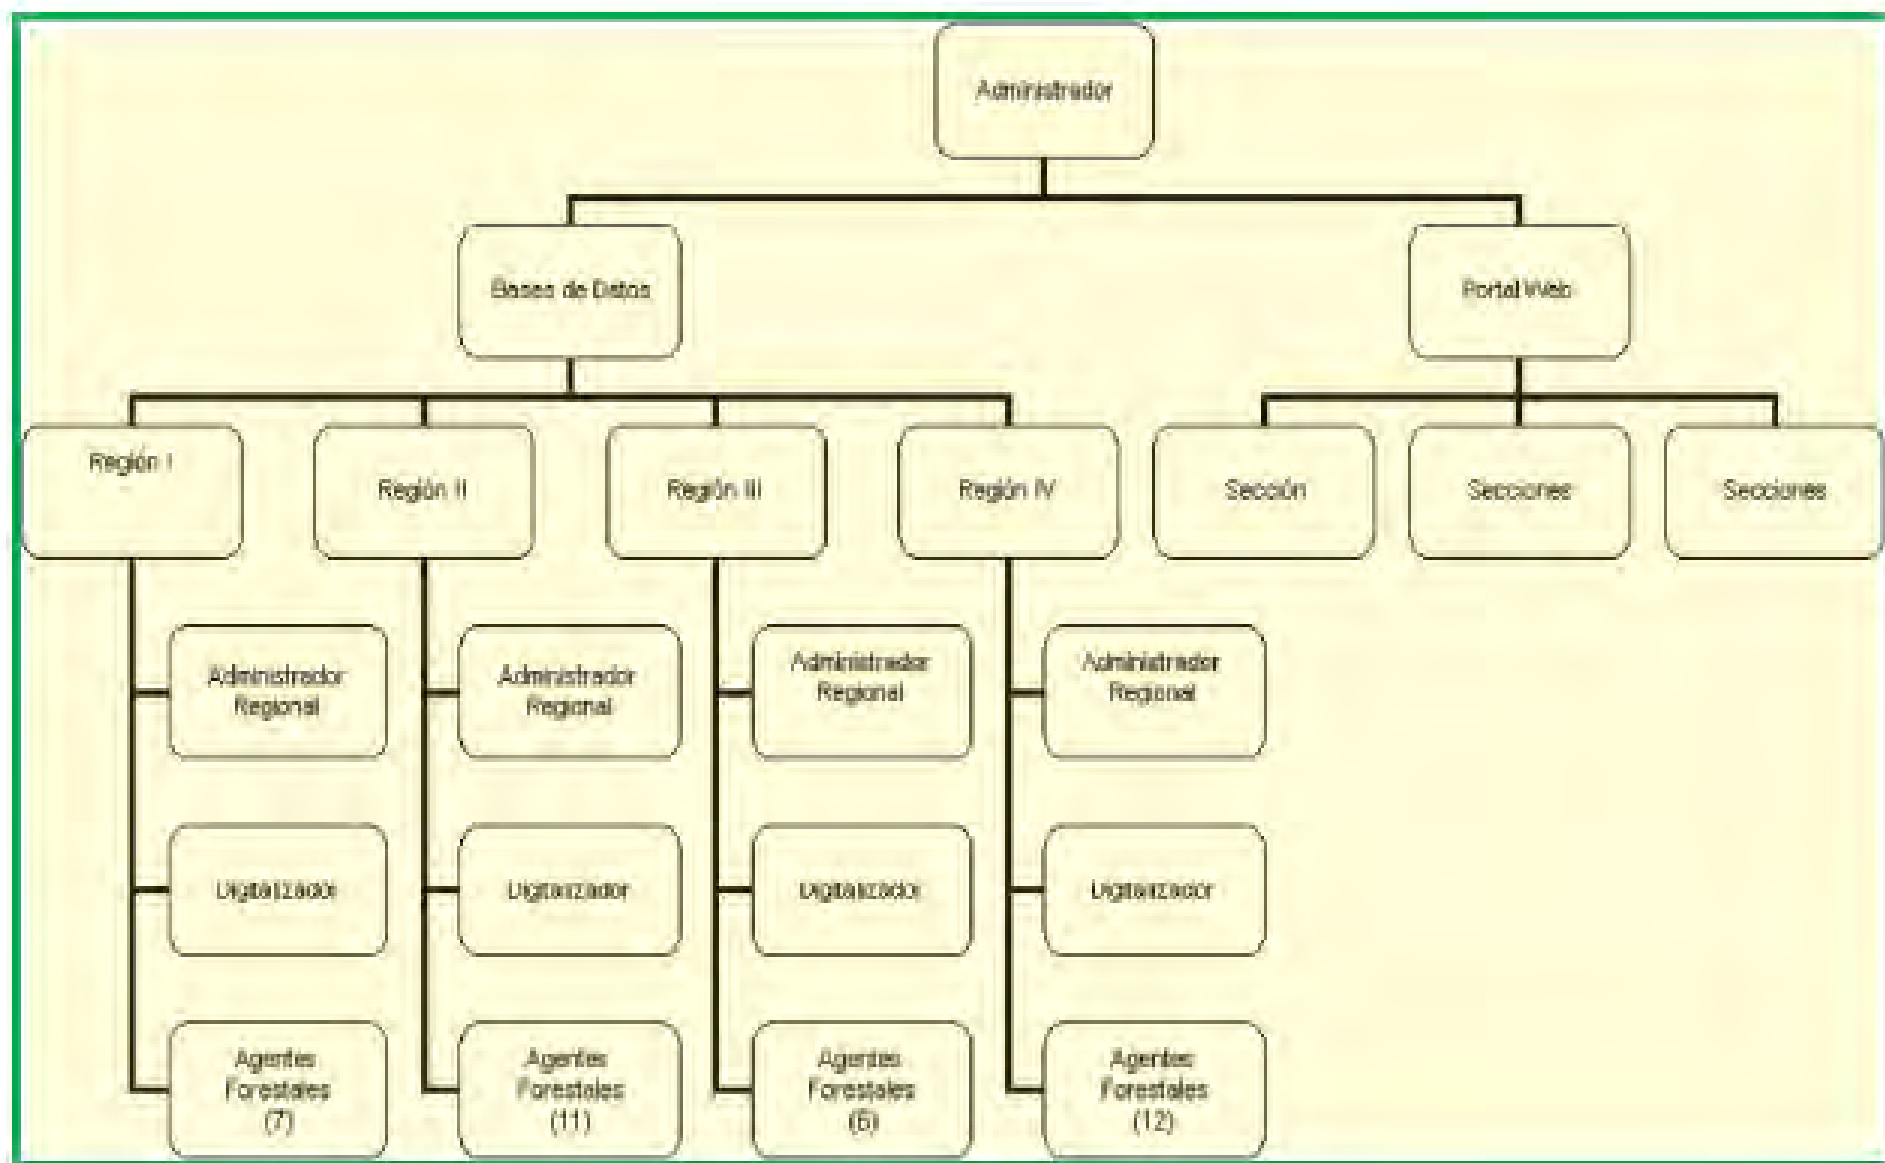 Administrador
Bases de Datos
Portal Web
Región I
Región II
Región III
Región IV
Sección
Secciones
Secciones
Administrador
Regional
Administrador
Regional
Administrador
Regional
Administrador
Regional
Digitalizador
Digitalizador
Digitalizador
Digitalizador
Agentes
Forestales
(7)
Agentes
Forestales
(11)
Agentes
Forestales
(6)
Agentes
Forestales
(12)